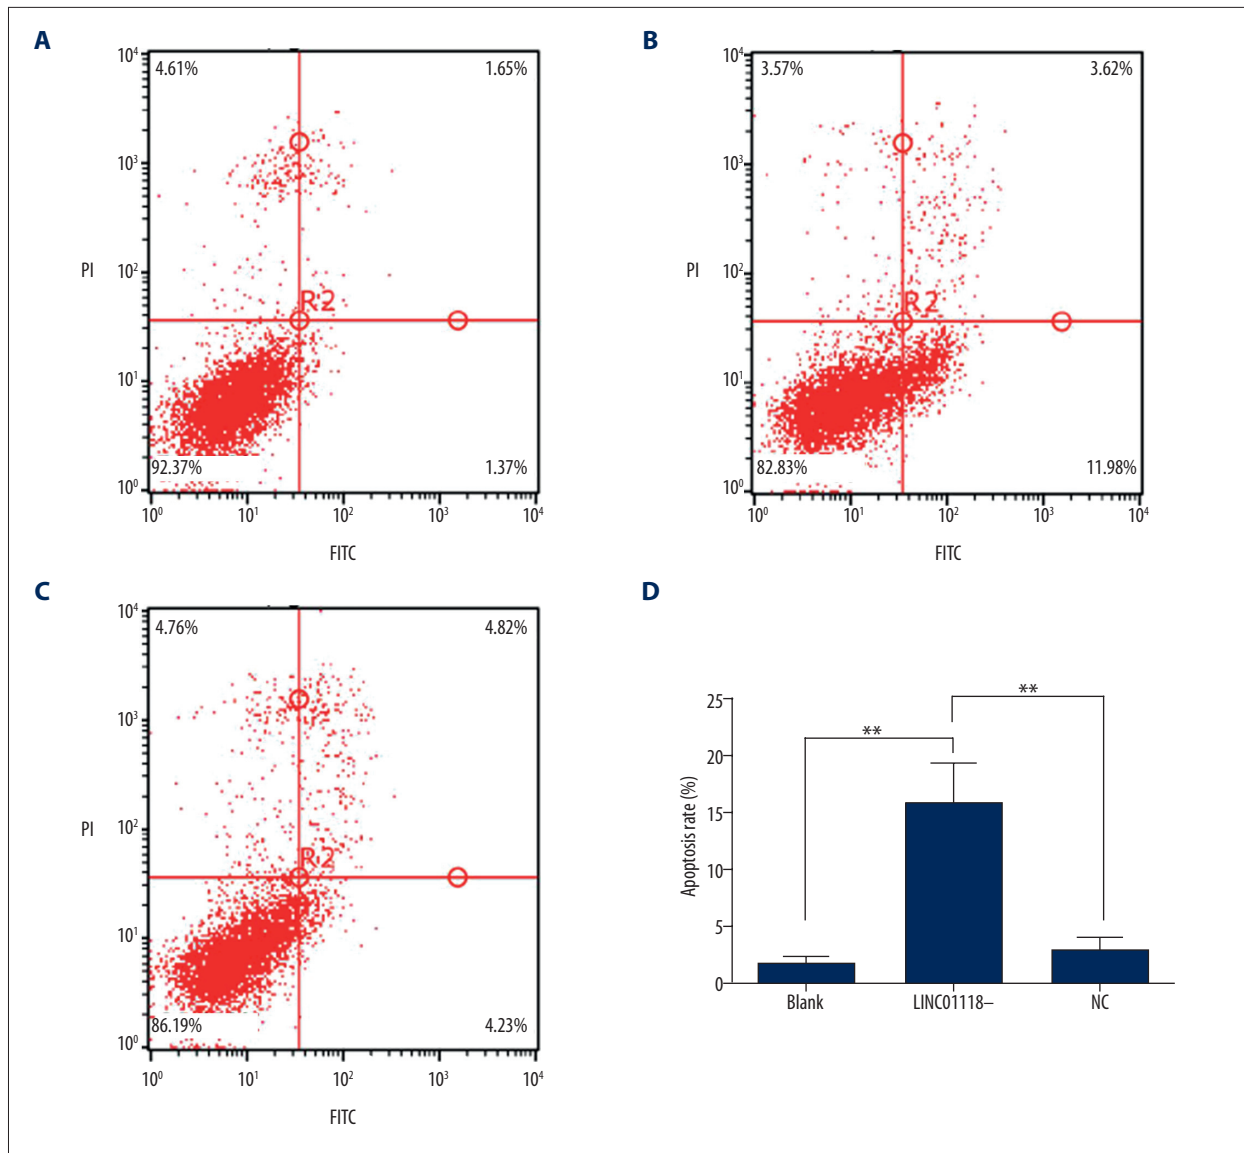 A
10⁴
4.61%
1.65%
10³
PI
10²
R2
10¹
92.37%
1.37%
10⁰
10⁰ 10¹ 10² 10³ 10⁴
FITC
B
10⁴
3.57%
3.62%
10³
PI
10²
R2
10¹
82.83%
11.98%
10⁰
10⁰ 10¹ 10² 10³ 10⁴
FITC
C
10⁴
4.76%
4.82%
10³
PI
10²
R2
10¹
86.19%
4.23%
10⁰
10⁰ 10¹ 10² 10³ 10⁴
FITC
D
25
20
15
10
5
0
Apoptosis rate (%)
**
**
Blank LINC01118– NC